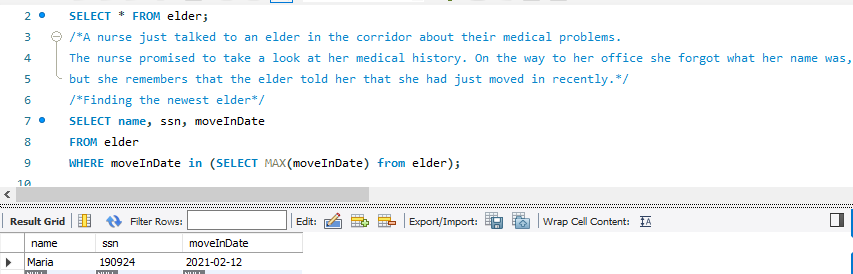 2 SELECT * FROM elder;
3 /*A nurse just talked to an elder in the corridor about their medical problems.
4 The nurse promised to take a look at her medical history. On the way to her office she forgot what her name was,
5 but she remembers that the elder told her that she had just moved in recently.*/
6 /*Finding the newest elder*/
7 SELECT name, ssn, moveInDate
8 FROM elder
9 WHERE moveInDate in (SELECT MAX(moveInDate) from elder);
10
Result Grid Filter Rows: Edit: Export/Import: Wrap Cell Content: IA
name ssn moveInDate
Maria 190924 2021-02-12
NULL NULL NULL